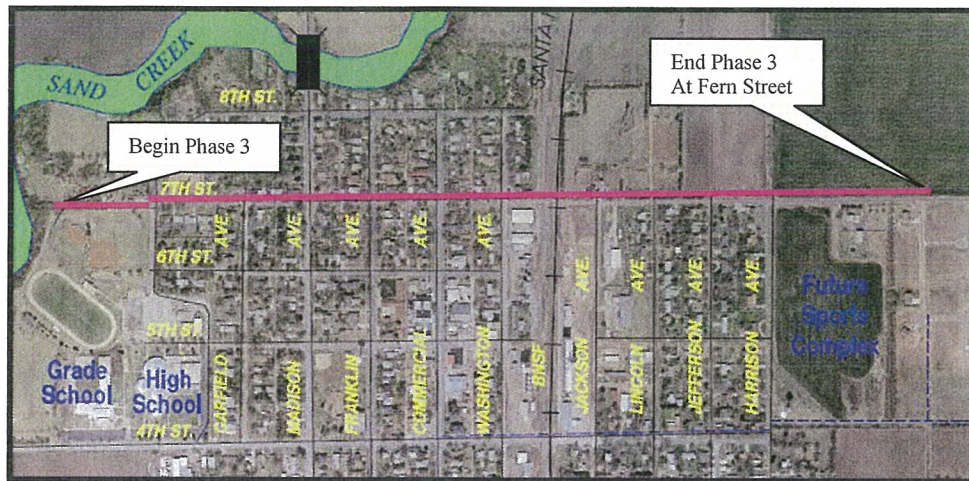 SAND CREEK
SANTA
End Phase 3
At Fern Street
8TH ST.
Begin Phase 3
7TH ST.
6TH ST.
AVE.
AVE.
AVE.
AVE.
AVE.
AVE.
AVE.
AVE.
AVE.
5TH ST.
Future
Sports
Complex
Grade
School
High
School
GARFIELD
MADISON
FRANKLIN
COMMERCIAL
WASHINGTON
BNSF
JACKSON
LINCOLN
JEFFERSON
HARRISON
4TH ST.